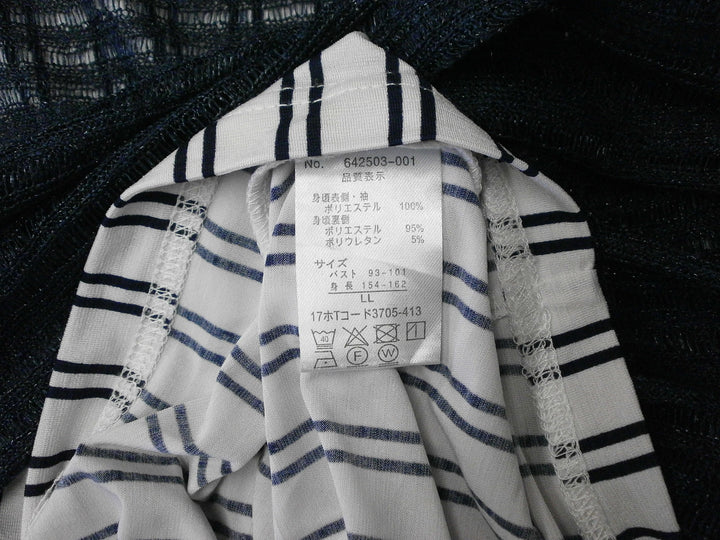 No. 642503-001
品質表示
身頃表側・袖
ポリエステル 100%
身頃裏側
ポリエステル 95%
ポリウレタン 5%
サイズ
バスト 93-101
身長 154-162
LL
17ホTコード3705-413
40
F W